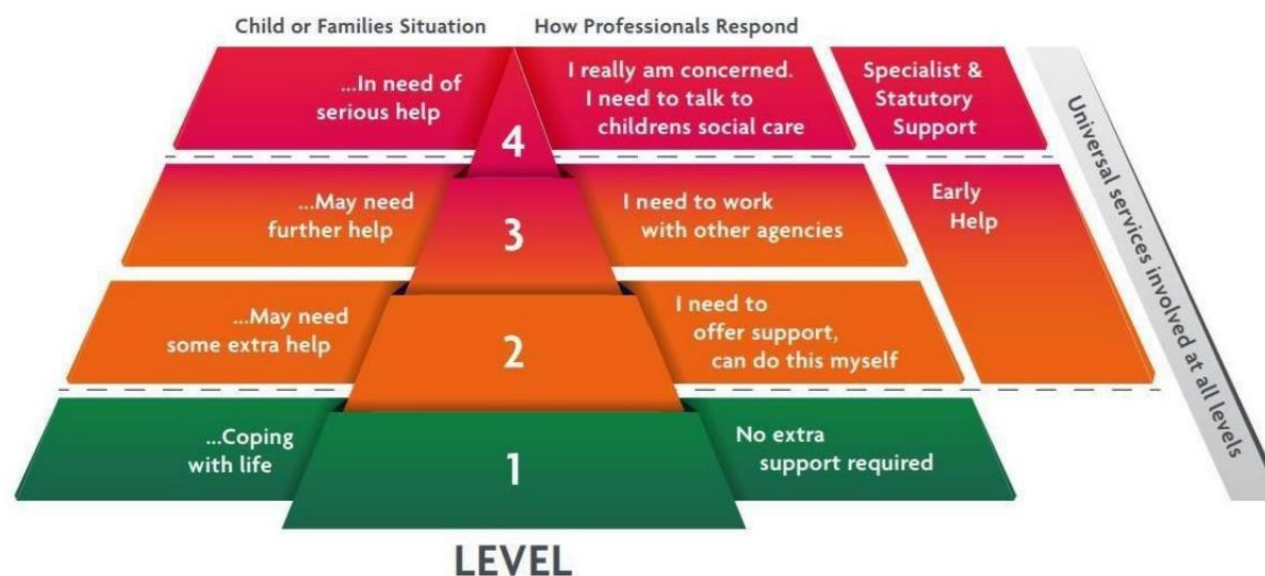 Child or Families Situation
How Professionals Respond
...In need of
serious help
4
I really am concerned.
I need to talk to
childrens social care
Specialist &
Statutory
Support
...May need
further help
3
I need to work
with other agencies
Early
Help
...May need
some extra help
2
I need to
offer support,
can do this myself
...Coping
with life
1
No extra
support required
Universal services involved at all levels
LEVEL